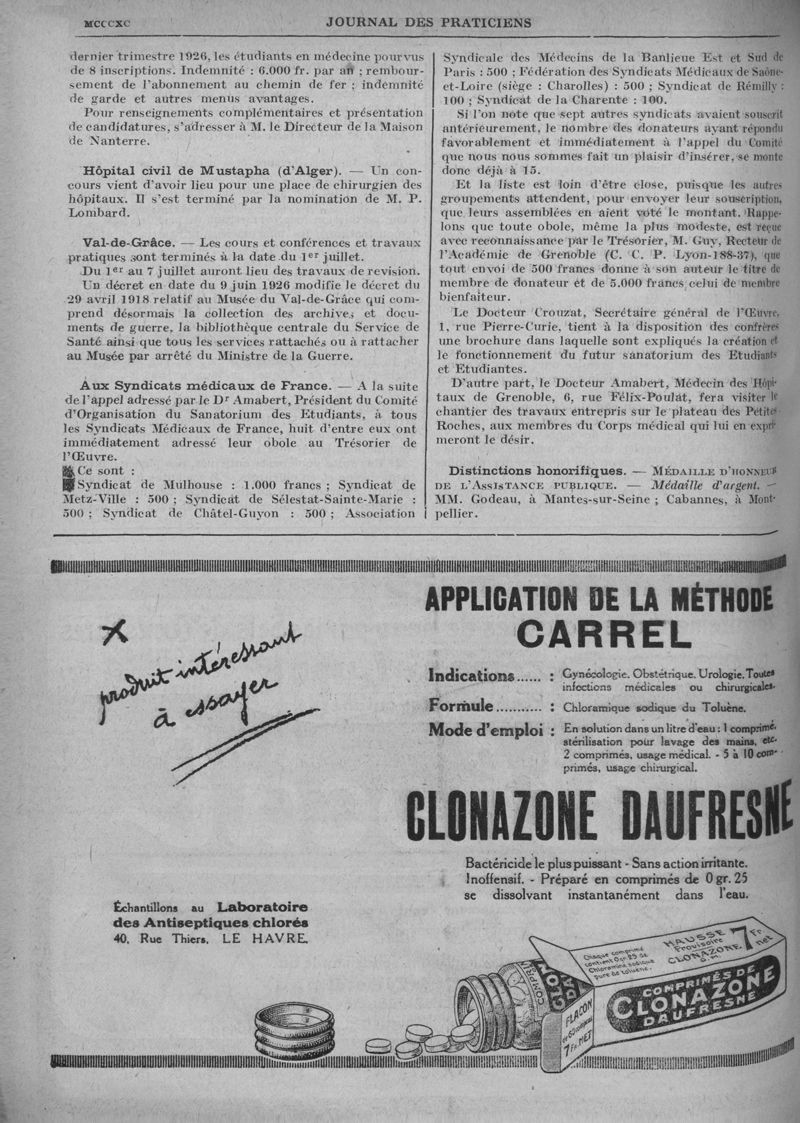 MCCCXC
JOURNAL DES PRATICIENS
dernier trimestre 1926, les étudiants en médecine pourvus
de 8 inscriptions. Indemnité : 6.000 fr. par an ; rembour-
sement de l'abonnement au chemin de fer ; indemnité
de garde et autres menus avantages.
Pour renseignements complémentaires et présentation
de candidatures, s'adresser à M. le Directeur de la Maison
de Nanterre.
Hôpital civil de Mustapha (d'Alger). — Un con-
cours vient d'avoir lieu pour une place de chirurgien des
hôpitaux. Il s'est terminé par la nomination de M. P.
Lombard.
Val-de-Grâce. — Les cours et conférences et travaux
pratiques sont terminés à la date du 1er juillet.
Du 1er au 7 juillet auront lieu des travaux de revision.
Un décret en date du 9 juin 1926 modifie le décret du
29 avril 1918 relatif au Musée du Val-de-Grâce qui com-
prend désormais la collection des archives et docu-
ments de guerre, la bibliothèque centrale du Service de
Santé ainsi que tous les services rattachés ou à rattacher
au Musée par arrêté du Ministre de la Guerre.
Aux Syndicats médicaux de France. — A la suite
de l'appel adressé par le Dr Amabert, Président du Comité
d'Organisation du Sanatorium des Etudiants, à tous
les Syndicats Médicaux de France, huit d'entre eux ont
immédiatement adressé leur obole au Trésorier de
l'Œuvre.
Ce sont :
Syndicat de Mulhouse : 1.000 francs ; Syndicat de
Metz-Ville : 500 ; Syndicat de Sélestat-Sainte-Marie :
500 ; Syndicat de Châtel-Guyon : 500 ; Association
Syndicale des Médecins de la Banlieue Est et Sud de
Paris : 500 ; Fédération des Syndicats Médicaux de Saône-
et-Loire (siège : Charolles) : 500 ; Syndicat de Rémilly :
100 ; Syndicat de la Charente : 100.
Si l'on note que sept autres syndicats avaient souscrit
antérieurement, le nombre des donateurs ayant répondu
favorablement et immédiatement à l'appel du Comité
que nous nous sommes fait un plaisir d'insérer, se monte
donc déjà à 15.
Et la liste est loin d'être close, puisque les autres
groupements attendent, pour envoyer leur souscription,
que leurs assemblées en aient voté le montant. Rappe-
lons que toute obole, même la plus modeste, est reçue
avec reconnaissance par le Trésorier, M. Guy, Recteur de
l'Académie de Grenoble (C. C. P. Lyon-188-37), que
tout envoi de 500 francs donne à son auteur le titre de
membre de donateur et de 5.000 francs celui de membre
bienfaiteur.
Le Docteur Crouzat, Secrétaire général de l'Œuvre,
1, rue Pierre-Curie, tient à la disposition des confrères
une brochure dans laquelle sont expliqués la création et
le fonctionnement du futur sanatorium des Etudiants
et Etudiantes.
D'autre part, le Docteur Amabert, Médecin des Hôpi-
taux de Grenoble, 6, rue Félix-Poulat, fera visiter le
chantier des travaux entrepris sur le plateau des Petites-
Roches, aux membres du Corps médical qui lui en expri-
meront le désir.
Distinctions honorifiques. — MÉDAILLE D'HONNEUR
DE L'ASSISTANCE PUBLIQUE. — Médaille d'argent. —
MM. Godeau, à Mantes-sur-Seine ; Cabannes, à Mont-
pellier.
X
produit intéressant
à essayer
Échantillons au Laboratoire
des Antiseptiques chlorés
40, Rue Thiers, LE HAVRE.
APPLICATION DE LA MÉTHODE
CARREL
Indications...... : Gynécologie. Obstétrique. Urologie. Toutes
infections médicales ou chirurgicales.
Formule........... : Chloramique sodique du Toluène.
Mode d'emploi : En solution dans un litre d'eau : 1 comprimé,
stérilisation pour lavage des mains, etc.
2 comprimés, usage médical. - 5 à 10 com-
primés, usage chirurgical.
CLONAZONE DAUFRESNE
Bactéricide le plus puissant - Sans action irritante.
Inoffensif. - Préparé en comprimés de 0 gr. 25
se dissolvant instantanément dans l'eau.
Chaque comprimé
contient 0 gr 25 de
Chloramine sodique
pure de toluène.
HAUSSE
Provisoire
CLONAZONE
7 Fr.
net
COMPRIMÉS DE
CLONAZONE
DAUFRESNE
FLACON
7 Fr. NET